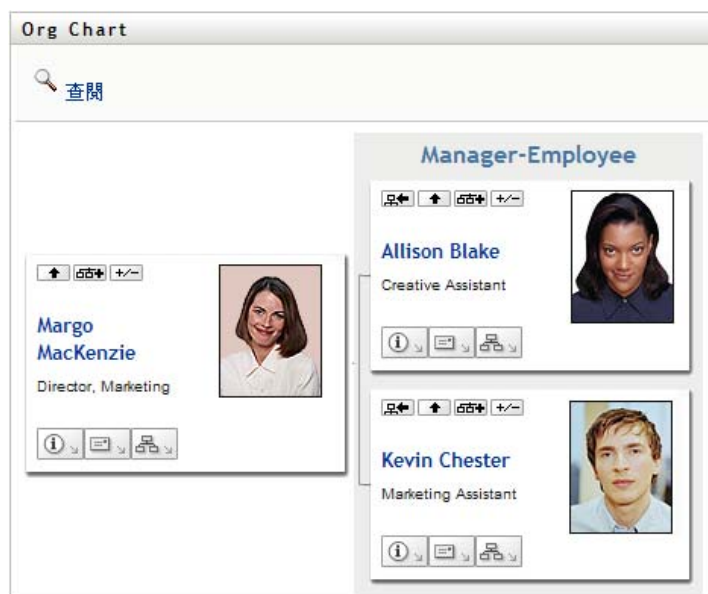 Org Chart
查閱
Manager-Employee
Margo
MacKenzie
Director, Marketing
Allison Blake
Creative Assistant
Kevin Chester
Marketing Assistant